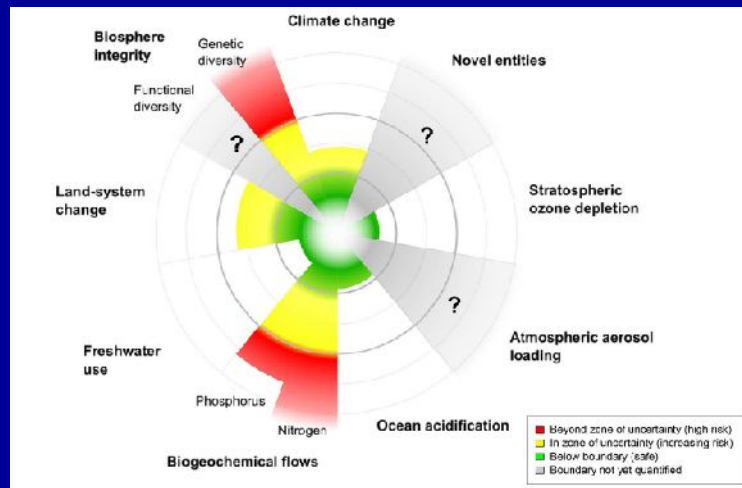 Climate change
Biosphere
integrity
Genetic
diversity
Novel entities
Functional
diversity
?
?
Land-system
change
Stratospheric
ozone depletion
?
Freshwater
use
Atmospheric aerosol
loading
Phosphorus
Nitrogen
Ocean acidification
Biogeochemical flows
Beyond zone of uncertainty (high risk)
In zone of uncertainty (increasing risk)
Below boundary (safe)
Boundary not yet quantified